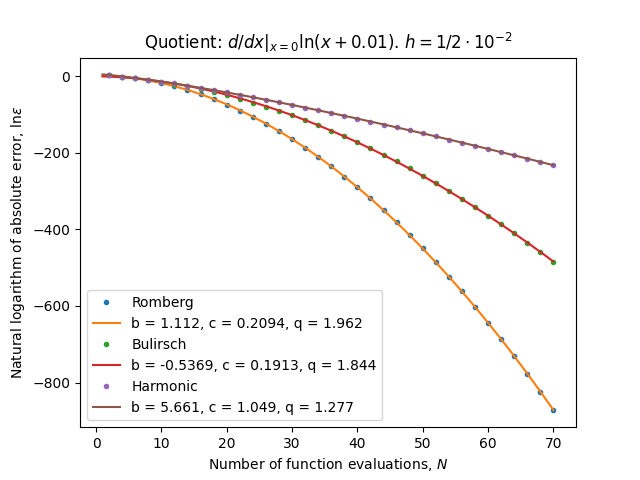 Quotient: d/dx|ₓ₌₀ln(x + 0.01). h = 1/2 · 10⁻²
Natural logarithm of absolute error, lnε
0
−200
−400
−600
−800
Romberg
b = 1.112, c = 0.2094, q = 1.962
Bulirsch
b = -0.5369, c = 0.1913, q = 1.844
Harmonic
b = 5.661, c = 1.049, q = 1.277
0 10 20 30 40 50 60 70
Number of function evaluations, N